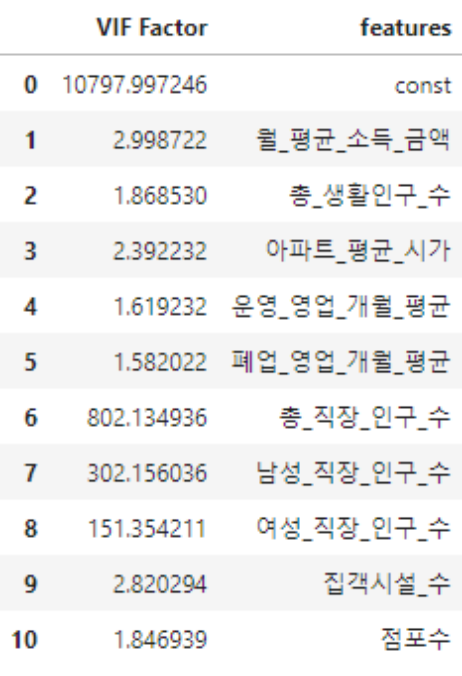 VIF Factor features
0 10797.997246 const
1 2.998722 월_평균_소득_금액
2 1.868530 총_생활인구_수
3 2.392232 아파트_평균_시가
4 1.619232 운영_영업_개월_평균
5 1.582022 폐업_영업_개월_평균
6 802.134936 총_직장_인구_수
7 302.156036 남성_직장_인구_수
8 151.354211 여성_직장_인구_수
9 2.820294 집객시설_수
10 1.846939 점포수